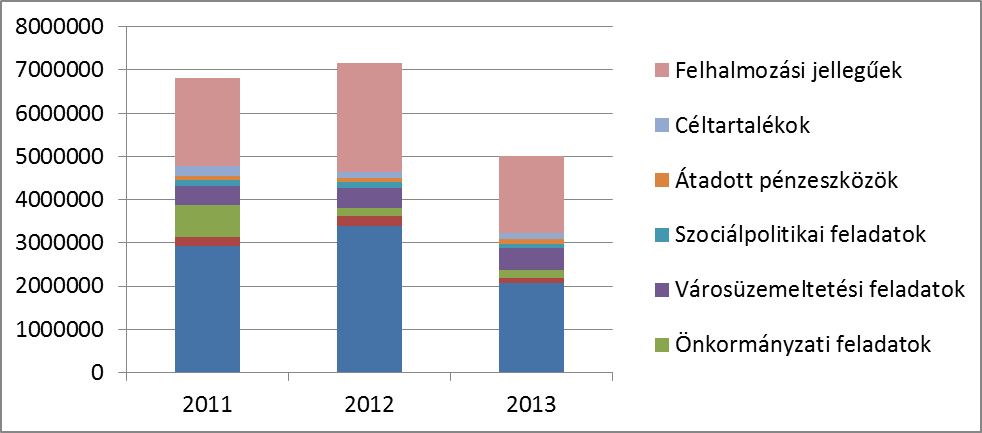 8000000
7000000
6000000
5000000
4000000
3000000
2000000
1000000
0
2011
2012
2013
Felhalmozási jellegűek
Céltartalékok
Átadott pénzeszközök
Szociálpolitikai feladatok
Városüzemeltetési feladatok
Önkormányzati feladatok